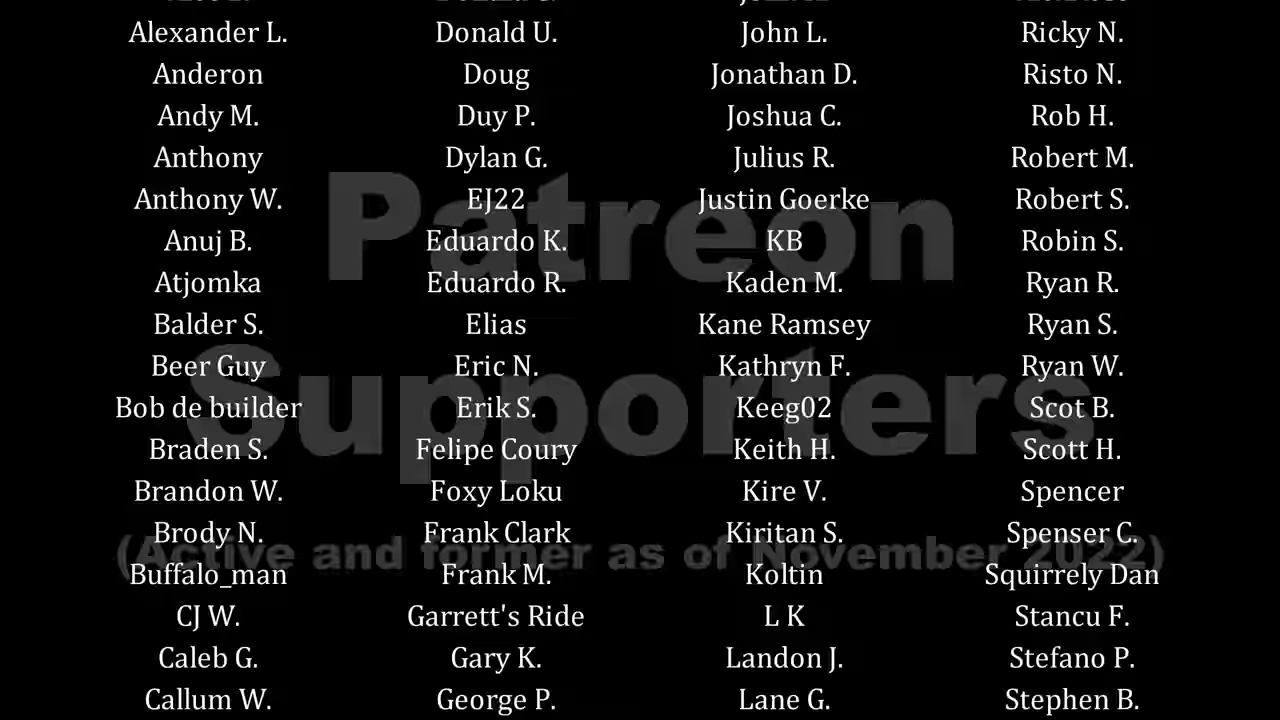 Alexander L. Donald U. John L. Ricky N.
Anderon Doug Jonathan D. Risto N.
Andy M. Duy P. Joshua C. Rob H.
Anthony Dylan G. Julius R. Robert M.
Anthony W. EJ22 Justin Goerke Robert S.
Patreon
Anuj B. Eduardo K. KB Robin S.
Atjomka Eduardo R. Kaden M. Ryan R.
Balder S. Elias Kane Ramsey Ryan S.
Beer Guy Eric N. Kathryn F. Ryan W.
Supporters
Bob de builder Erik S. Keeg02 Scot B.
Braden S. Felipe Coury Keith H. Scott H.
Brandon W. Foxy Loku Kire V. Spencer
Brody N. Frank Clark Kiritan S. Spenser C.
(Active and former as of November 2022)
Buffalo_man Frank M. Koltin Squirrely Dan
CJ W. Garrett's Ride L K Stancu F.
Caleb G. Gary K. Landon J. Stefano P.
Callum W. George P. Lane G. Stephen B.